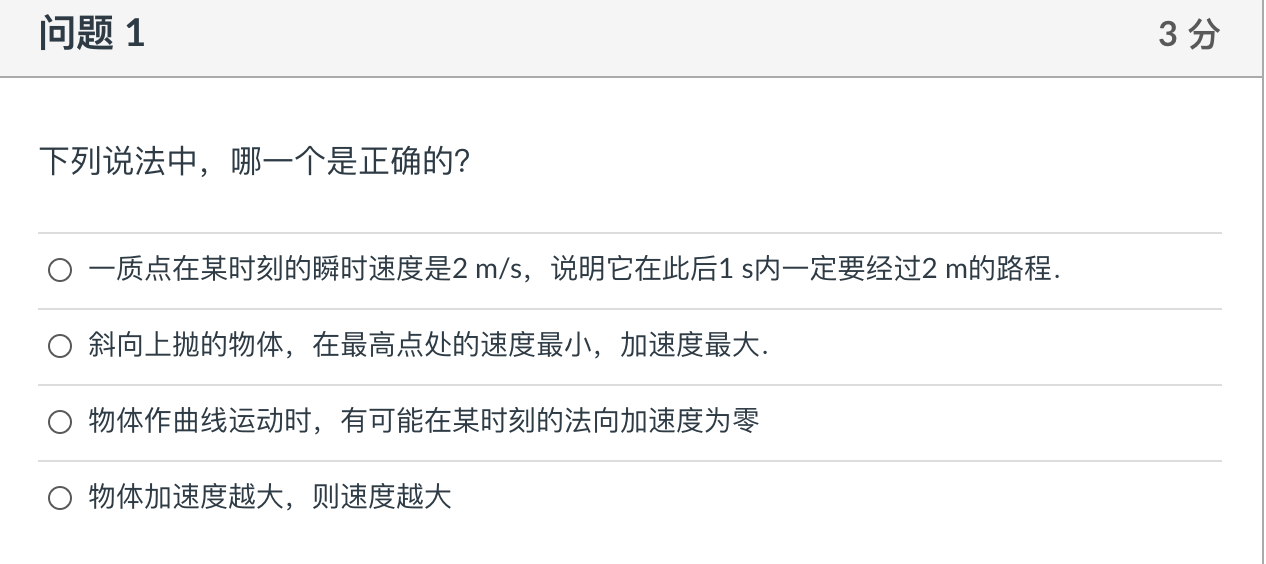 问题 1
3 分
下列说法中，哪一个是正确的?
一质点在某时刻的瞬时速度是2 m/s，说明它在此后1 s内一定要经过2 m的路程.
斜向上抛的物体，在最高点处的速度最小，加速度最大.
物体作曲线运动时，有可能在某时刻的法向加速度为零
物体加速度越大，则速度越大